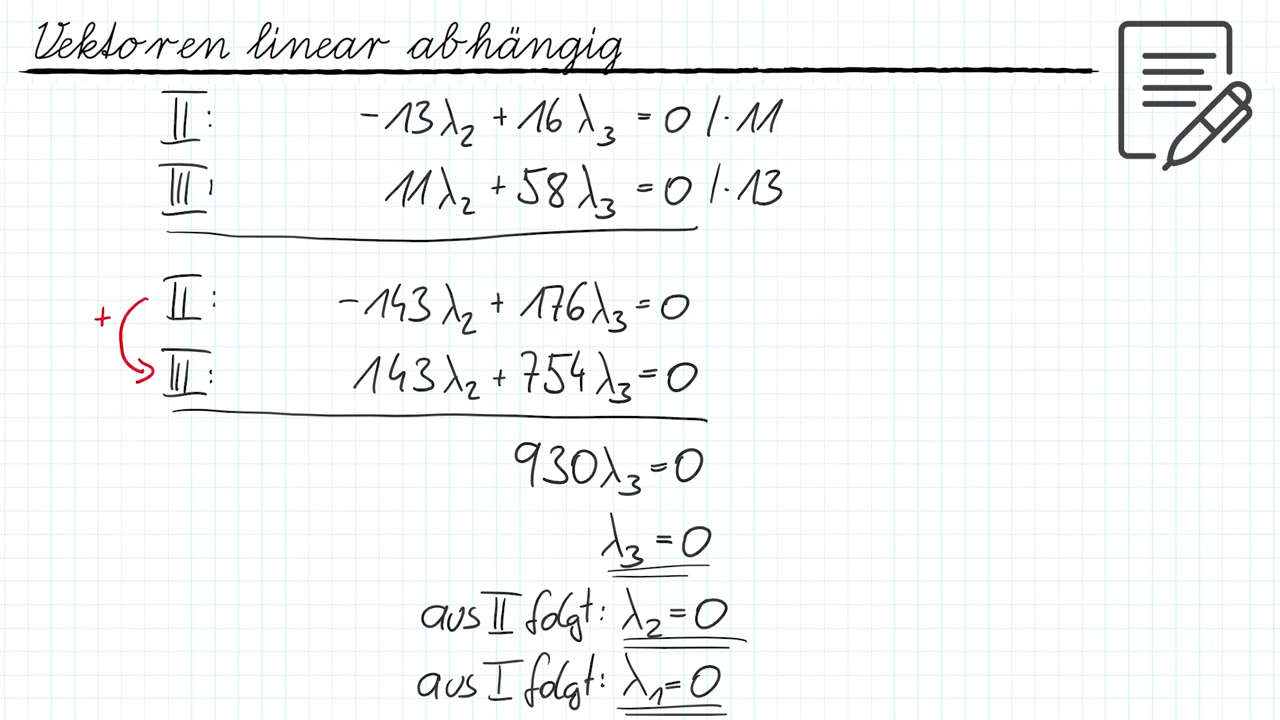 Vektoren linear abhängig
II: -13λ₂ + 16λ₃ = 0 /·11
III: 11λ₂ + 58λ₃ = 0 /·13
+ II: -143λ₂ + 176λ₃ = 0
III: 143λ₂ + 754λ₃ = 0
930λ₃ = 0
λ₃ = 0
aus II folgt: λ₂ = 0
aus I folgt: λ₁ = 0